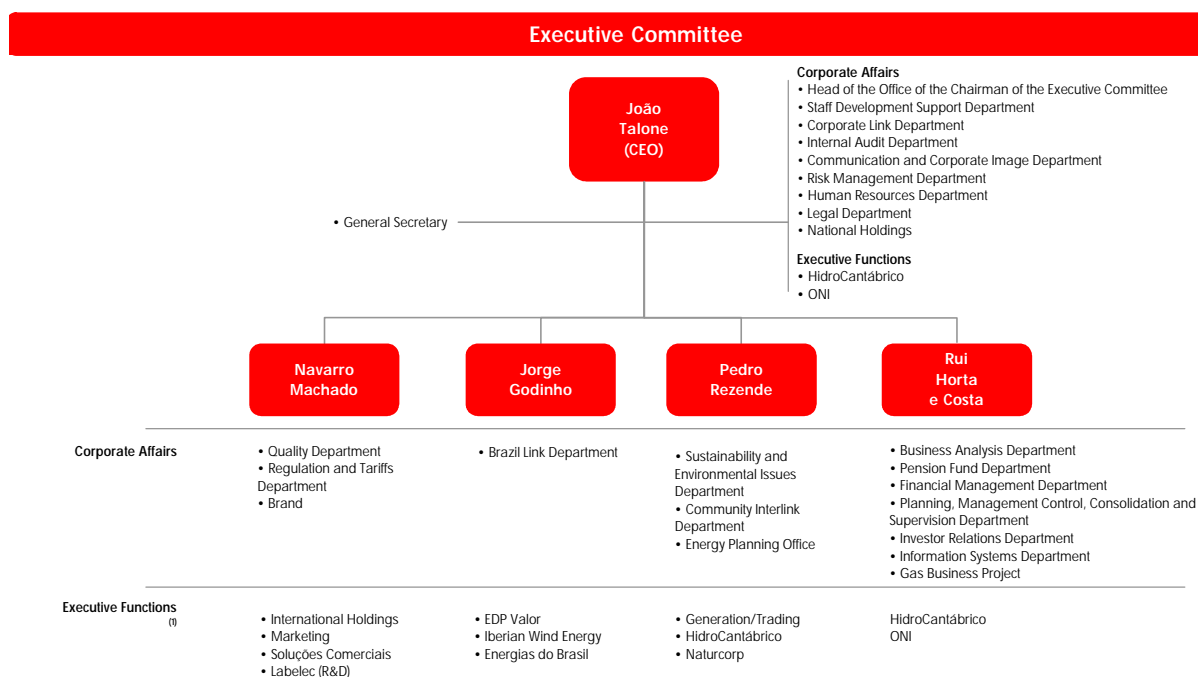 Executive Committee
João
Talone
(CEO)
Corporate Affairs
• Head of the Office of the Chairman of the Executive Committee
• Staff Development Support Department
• Corporate Link Department
• Internal Audit Department
• Communication and Corporate Image Department
• Risk Management Department
• Human Resources Department
• Legal Department
• National Holdings
• General Secretary
Executive Functions
• HidroCantábrico
• ONI
Navarro
Machado
Jorge
Godinho
Pedro
Rezende
Rui
Horta
e Costa
Corporate Affairs
• Quality Department
• Regulation and Tariffs
Department
• Brand
• Brazil Link Department
• Sustainability and
Environmental Issues
Department
• Community Interlink
Department
• Energy Planning Office
• Business Analysis Department
• Pension Fund Department
• Financial Management Department
• Planning, Management Control, Consolidation and
Supervision Department
• Investor Relations Department
• Information Systems Department
• Gas Business Project
Executive Functions
(1)
• International Holdings
• Marketing
• Soluções Comerciais
• Labelec (R&D)
• EDP Valor
• Iberian Wind Energy
• Energias do Brasil
• Generation/Trading
• HidroCantábrico
• Naturcorp
HidroCantábrico
ONI